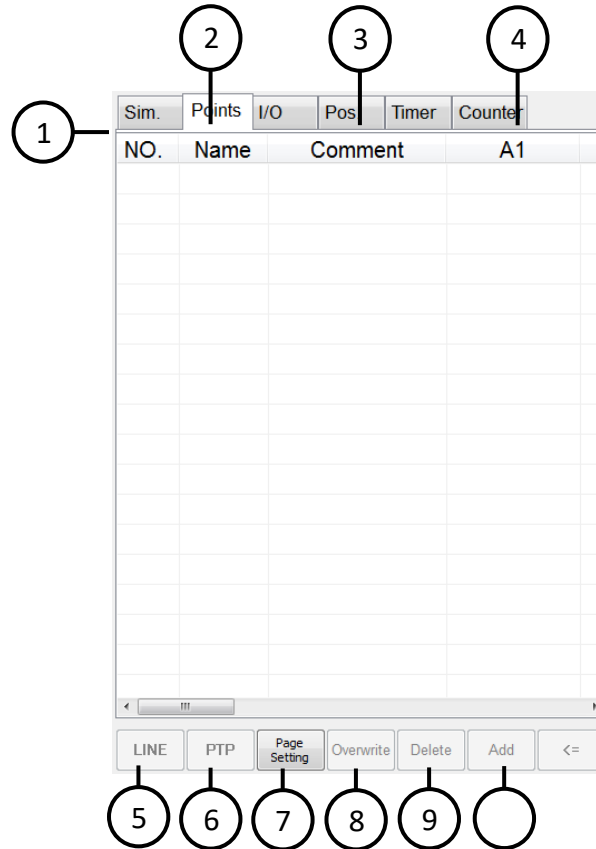 2 3 4
Sim. Points I/O Pos Timer Counter
1
NO. Name Comment A1
LINE PTP Page Setting Overwrite Delete Add <=
5 6 7 8 9